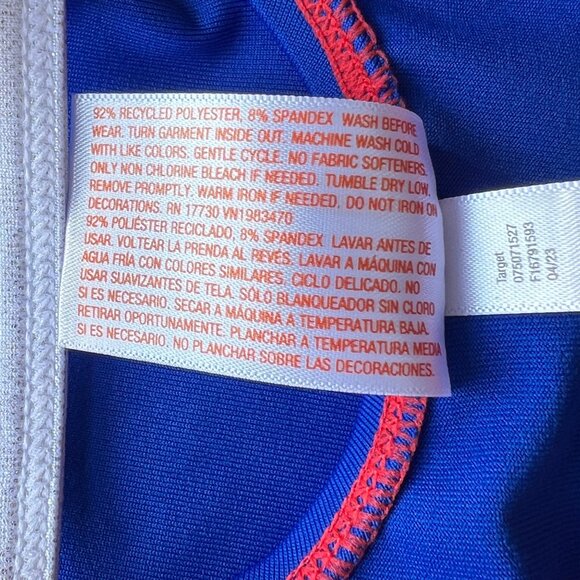 92% RECYCLED POLYESTER, 8% SPANDEX WASH BEFORE
WEAR. TURN GARMENT INSIDE OUT. MACHINE WASH COLD
WITH LIKE COLORS. GENTLE CYCLE. NO FABRIC SOFTENERS.
ONLY NON CHLORINE BLEACH IF NEEDED. TUMBLE DRY LOW.
REMOVE PROMPTLY. WARM IRON IF NEEDED. DO NOT IRON ON
DECORATIONS. RN 17730 VN1983470
92% POLIÉSTER RECICLADO, 8% SPANDEX LAVAR ANTES DE
USAR. VOLTEAR LA PRENDA AL REVÉS. LAVAR A MÁQUINA CON
AGUA FRÍA CON COLORES SIMILARES. CICLO DELICADO. NO
USAR SUAVIZANTES DE TELA. SÓLO BLANQUEADOR SIN CLORO
SI ES NECESARIO. SECAR A MÁQUINA A TEMPERATURA BAJA.
RETIRAR OPORTUNAMENTE. PLANCHAR A TEMPERATURA MEDIA
SI ES NECESARIO. NO PLANCHAR SOBRE LAS DECORACIONES.
Target
075071527
F16791593
Q4/23